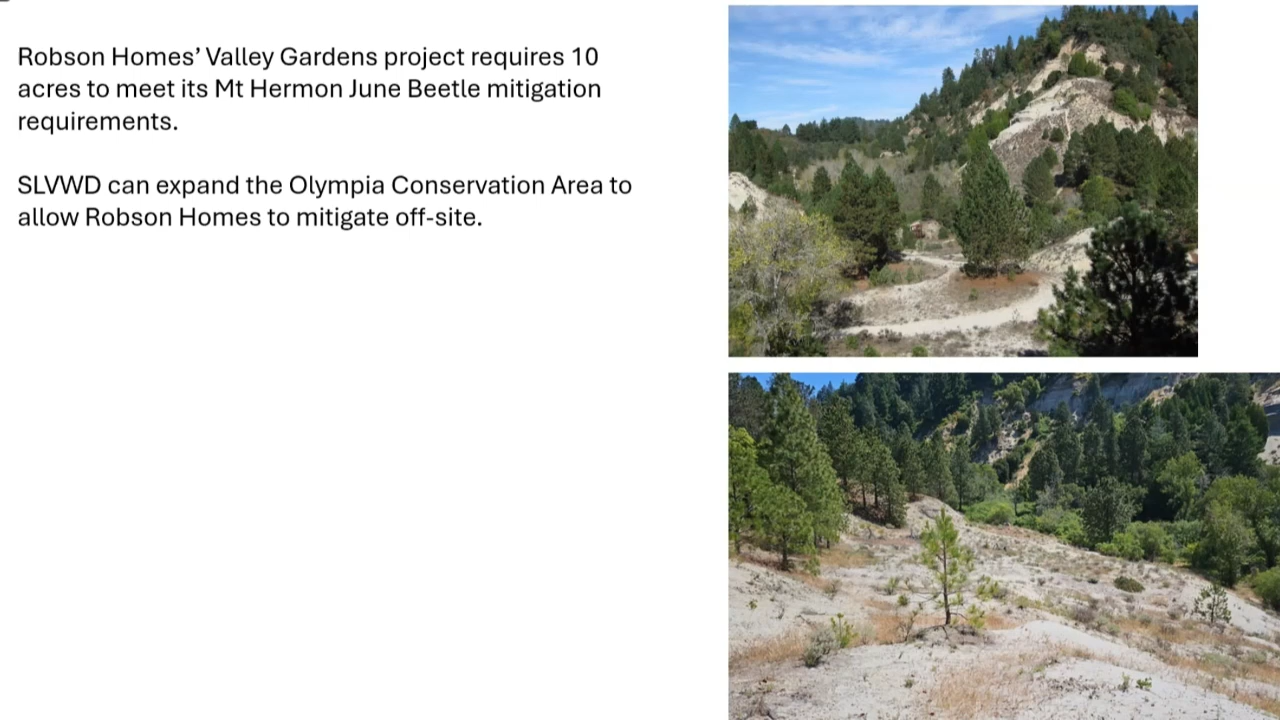 Robson Homes’ Valley Gardens project requires 10
acres to meet its Mt Hermon June Beetle mitigation
requirements.
SLVWD can expand the Olympia Conservation Area to
allow Robson Homes to mitigate off-site.